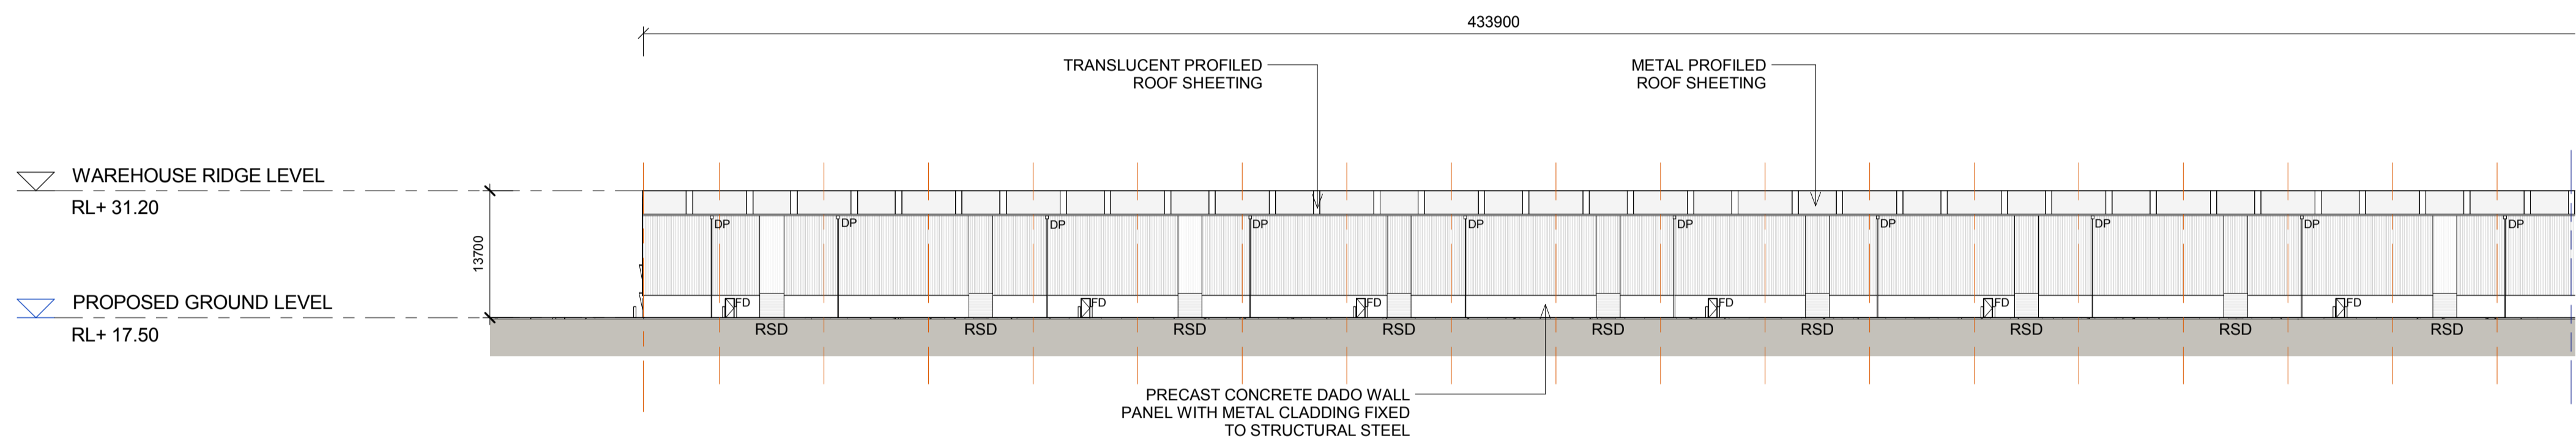 433900
TRANSLUCENT PROFILED
ROOF SHEETING
METAL PROFILED
ROOF SHEETING
WAREHOUSE RIDGE LEVEL
RL+ 31.20
13700
DP DP DP DP DP DP DP DP DP DP
PROPOSED GROUND LEVEL
RL+ 17.50
FD FD FD FD FD FD
RSD RSD RSD RSD RSD RSD RSD RSD RSD
PRECAST CONCRETE DADO WALL
PANEL WITH METAL CLADDING FIXED
TO STRUCTURAL STEEL